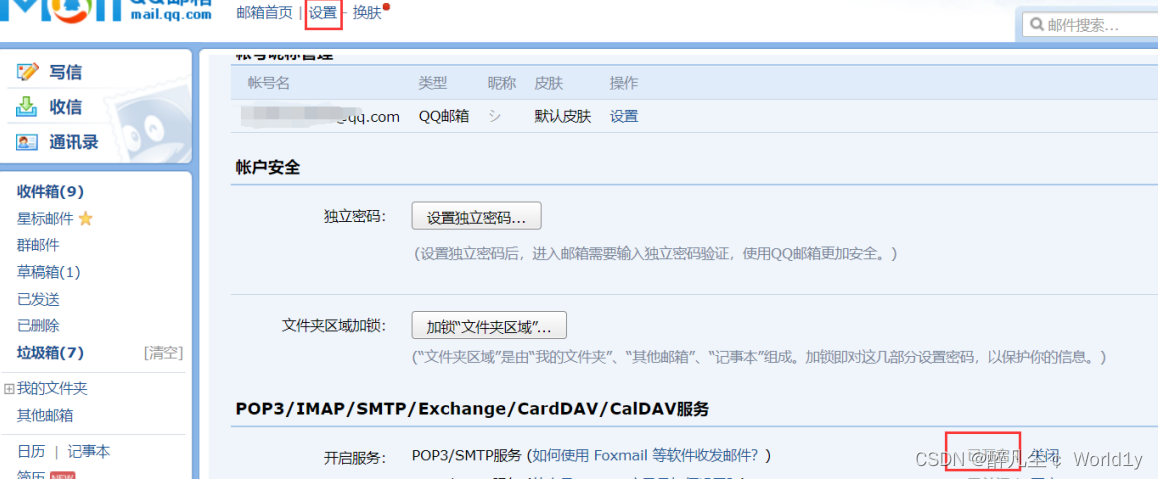 mail.qq.com
邮箱首页 | 设置 - 换肤
邮件搜索...
写信
收信
通讯录
收件箱(9)
星标邮件
群邮件
草稿箱(1)
已发送
已删除
垃圾箱(7) [清空]
我的文件夹
其他邮箱
日历 | 记事本
帐号名 类型 昵称 皮肤 操作
@qq.com QQ邮箱 シ 默认皮肤 设置
帐户安全
独立密码: 设置独立密码...
(设置独立密码后，进入邮箱需要输入独立密码验证，使用QQ邮箱更加安全。)
文件夹区域加锁: 加锁“文件夹区域”...
(“文件夹区域”是由“我的文件夹”、“其他邮箱”、“记事本”组成。加锁即对这几部分设置密码，以保护你的信息。)
POP3/IMAP/SMTP/Exchange/CardDAV/CalDAV服务
开启服务: POP3/SMTP服务 (如何使用 Foxmail 等软件收发邮件？) 关闭
World1y